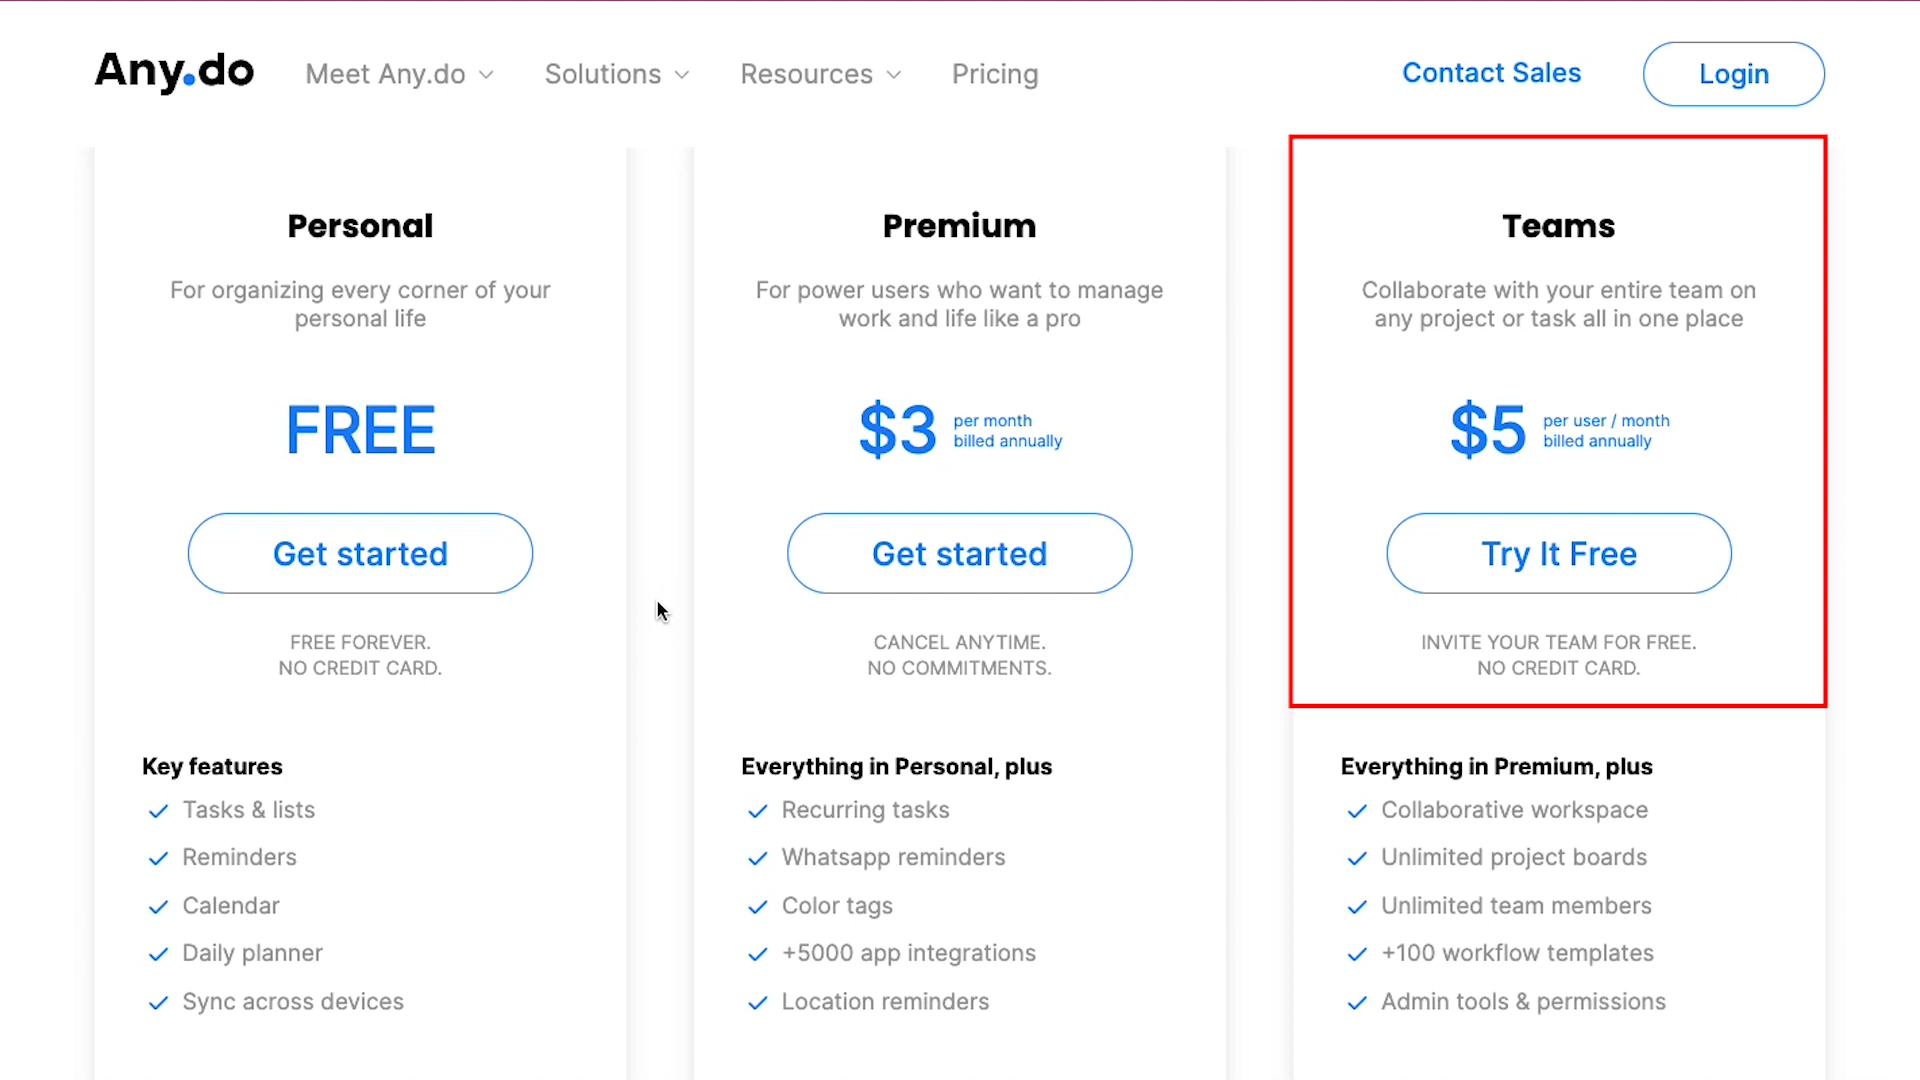 Any.do
Meet Any.do
Solutions
Resources
Pricing
Contact Sales
Login
Personal
For organizing every corner of your
personal life
FREE
Get started
FREE FOREVER.
NO CREDIT CARD.
Key features
Tasks & lists
Reminders
Calendar
Daily planner
Sync across devices
Premium
For power users who want to manage
work and life like a pro
$3
per month
billed annually
Get started
CANCEL ANYTIME.
NO COMMITMENTS.
Everything in Personal, plus
Recurring tasks
Whatsapp reminders
Color tags
+5000 app integrations
Location reminders
Teams
Collaborate with your entire team on
any project or task all in one place
$5
per user / month
billed annually
Try It Free
INVITE YOUR TEAM FOR FREE.
NO CREDIT CARD.
Everything in Premium, plus
Collaborative workspace
Unlimited project boards
Unlimited team members
+100 workflow templates
Admin tools & permissions